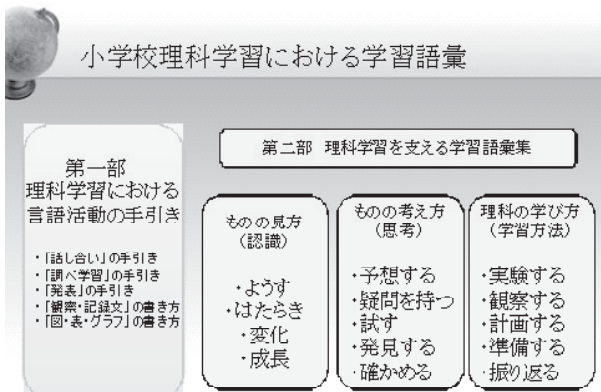 小学校理科学習における学習語彙
第一部
理科学習における
言語活動の手引き
・「話し合い」の手引き
・「調べ学習」の手引き
・「発表」の手引き
・「観察・記録文」の書き方
・「図・表・グラフ」の書き方
第二部 理科学習を支える学習語彙集
ものの見方
(認識)
・ようす
・はたらき
・変化
・成長
ものの考え方
(思考)
・予想する
・疑問を持つ
・試す
・発見する
・確かめる
理科の学び方
(学習方法)
・実験する
・観察する
・計画する
・準備する
・振り返る